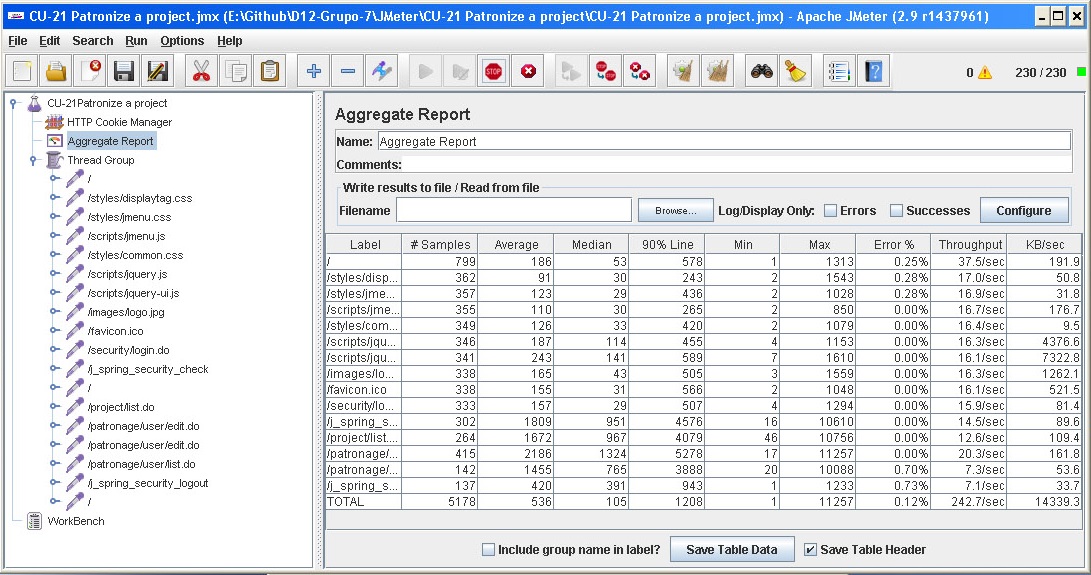 CU-21 Patronize a project.jmx (E:\Github\D12-Grupo-7\JMeter\CU-21 Patronize a project\CU-21 Patronize a project.jmx) - Apache JMeter (2.9 r1437961)
File Edit Search Run Options Help
STOP
0 230 / 230
CU-21Patronize a project
HTTP Cookie Manager
Aggregate Report
Thread Group
/
/styles/displaytag.css
/styles/jmenu.css
/scripts/jmenu.js
/styles/common.css
/scripts/jquery.js
/scripts/jquery-ui.js
/images/logo.jpg
/favicon.ico
/security/login.do
/j_spring_security_check
/
/project/list.do
/patronage/user/edit.do
/patronage/user/edit.do
/patronage/user/list.do
/j_spring_security_logout
/
WorkBench
Aggregate Report
Name: Aggregate Report
Comments:
Write results to file / Read from file
Filename Browse... Log/Display Only: Errors Successes Configure
Label # Samples Average Median 90% Line Min Max Error % Throughput KB/sec
/ 799 186 53 578 1 1313 0.25% 37.5/sec 191.9
/styles/disp... 362 91 30 243 2 1543 0.28% 17.0/sec 50.8
/styles/jme... 357 123 29 436 2 1028 0.28% 16.9/sec 31.8
/scripts/jme... 355 110 30 265 2 850 0.00% 16.7/sec 176.7
/styles/com... 349 126 33 420 2 1079 0.00% 16.4/sec 9.5
/scripts/jqu... 346 187 114 455 4 1153 0.00% 16.3/sec 4376.6
/scripts/jqu... 341 243 141 589 7 1610 0.00% 16.1/sec 7322.8
/images/lo... 338 165 43 505 3 1559 0.00% 16.3/sec 1262.1
/favicon.ico 338 155 31 566 2 1048 0.00% 16.1/sec 521.5
/security/lo... 333 157 29 507 4 1294 0.00% 15.9/sec 81.4
/j_spring_s... 302 1809 951 4576 16 10610 0.00% 14.5/sec 89.6
/project/list.... 264 1672 967 4079 46 10756 0.00% 12.6/sec 109.4
/patronage/... 415 2186 1324 5278 17 11257 0.00% 20.3/sec 161.8
/patronage/... 142 1455 765 3888 20 10088 0.70% 7.3/sec 53.6
/j_spring_s... 137 420 391 943 1 1233 0.73% 7.1/sec 33.7
TOTAL 5178 536 105 1208 1 11257 0.12% 242.7/sec 14339.3
Include group name in label? Save Table Data Save Table Header